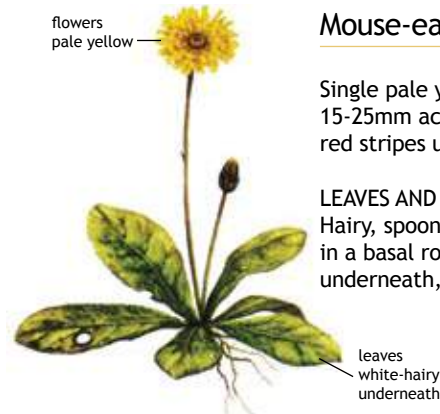 flowers
pale yellow
Mouse-ea
Single pale y
15-25mm ac
red stripes u
LEAVES AND
Hairy, spoon
in a basal ro
underneath,
leaves
white-hairy
underneath